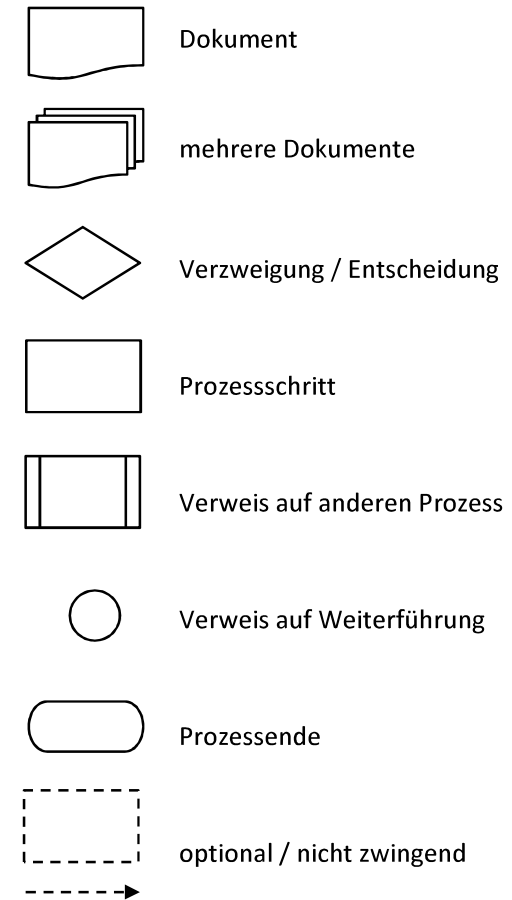 Dokument
mehrere Dokumente
Verzweigung / Entscheidung
Prozessschritt
Verweis auf anderen Prozess
Verweis auf Weiterführung
Prozessende
optional / nicht zwingend